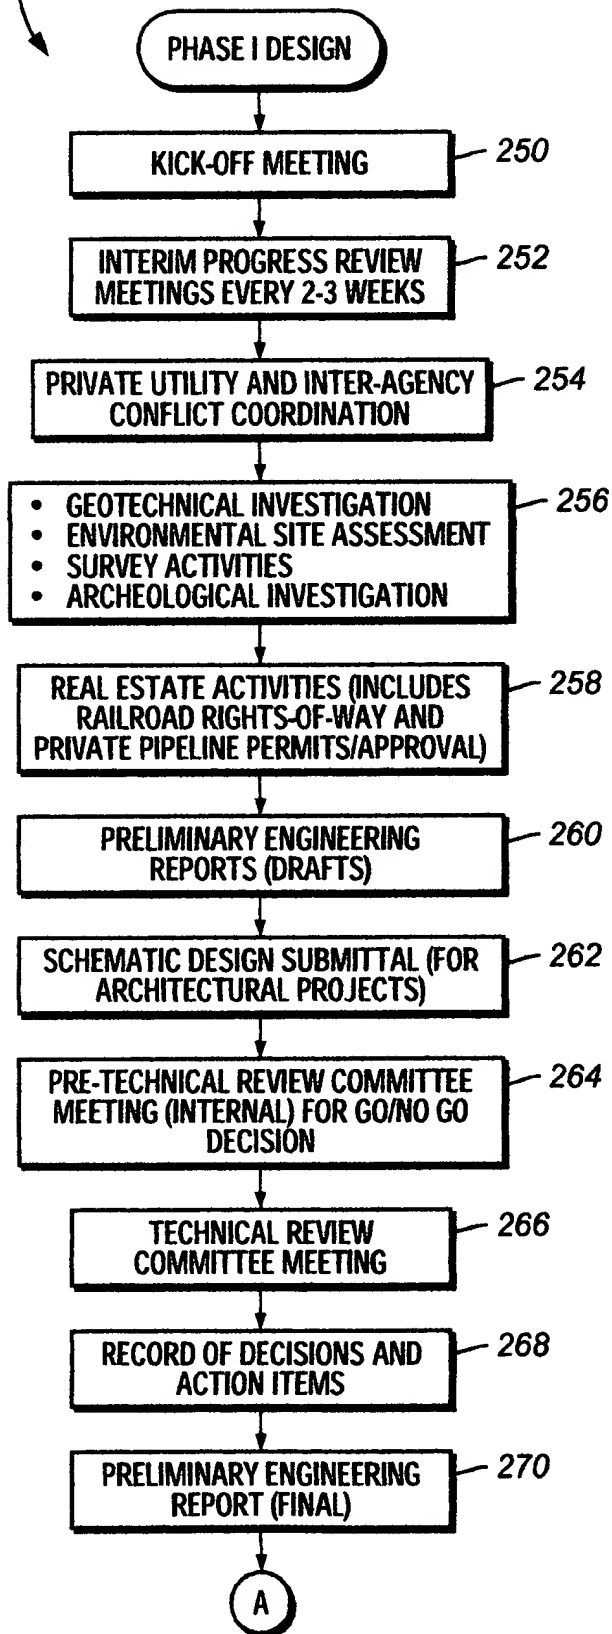 PHASE I DESIGN
KICK-OFF MEETING
250
INTERIM PROGRESS REVIEW
MEETINGS EVERY 2-3 WEEKS
252
PRIVATE UTILITY AND INTER-AGENCY
CONFLICT COORDINATION
254
• GEOTECHNICAL INVESTIGATION
• ENVIRONMENTAL SITE ASSESSMENT
• SURVEY ACTIVITIES
• ARCHEOLOGICAL INVESTIGATION
256
REAL ESTATE ACTIVITIES (INCLUDES
RAILROAD RIGHTS-OF-WAY AND
PRIVATE PIPELINE PERMITS/APPROVAL)
258
PRELIMINARY ENGINEERING
REPORTS (DRAFTS)
260
SCHEMATIC DESIGN SUBMITTAL (FOR
ARCHITECTURAL PROJECTS)
262
PRE-TECHNICAL REVIEW COMMITTEE
MEETING (INTERNAL) FOR GO/NO GO
DECISION
264
TECHNICAL REVIEW
COMMITTEE MEETING
266
RECORD OF DECISIONS AND
ACTION ITEMS
268
PRELIMINARY ENGINEERING
REPORT (FINAL)
270
A